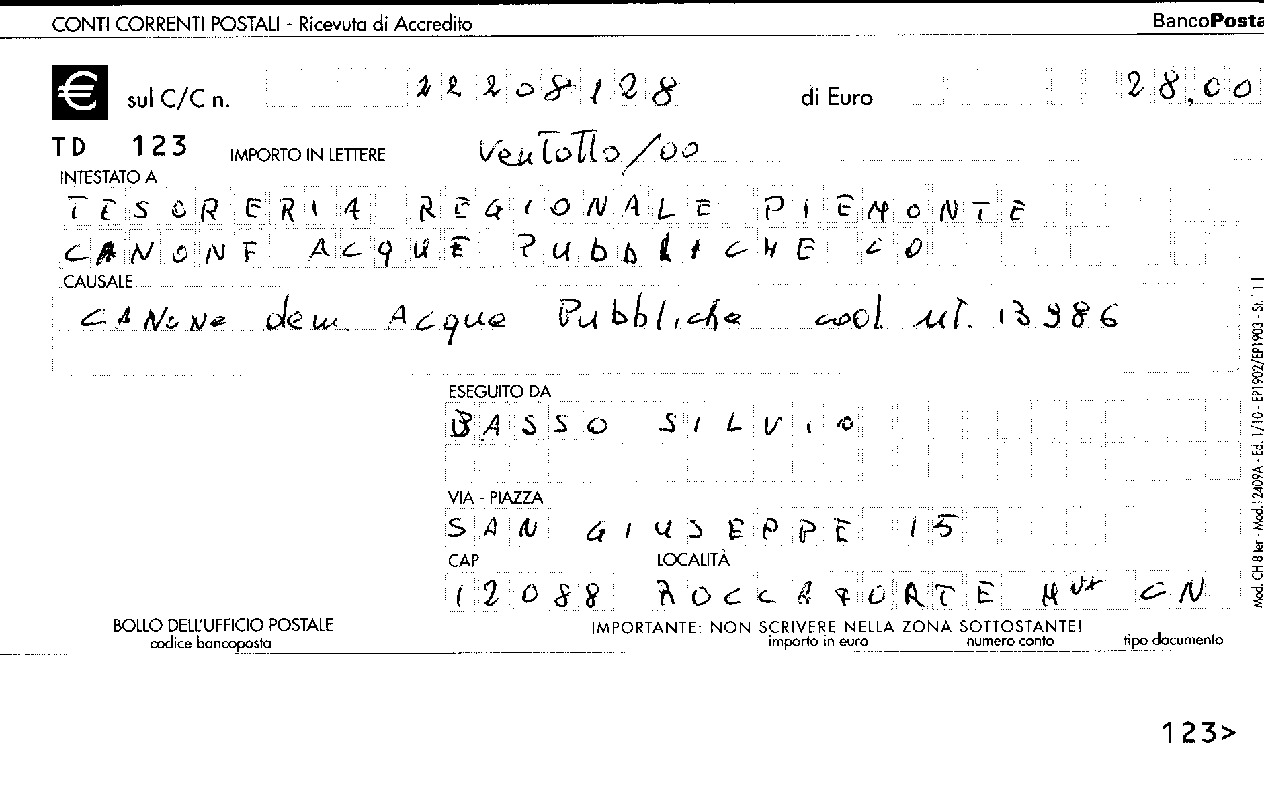 CONTI CORRENTI POSTALI - Ricevuta di Accredito BancoPosta
€ sul C/C n. 22208128 di Euro 28,00
TD 123 IMPORTO IN LETTERE VenTotto/00
INTESTATO A
TESORERIA REGIONALE PIEMONTE
CANONE ACQUE PUBBLICHE CO
CAUSALE
CANONe dem. Acque Pubbliche cod. uT. 13986
ESEGUITO DA
BASSO SILVIO
VIA - PIAZZA
SAN GIUSEPPE 15
CAP LOCALITÀ
12088 ROCCAFORTE Mvì CN
BOLLO DELL'UFFICIO POSTALE IMPORTANTE: NON SCRIVERE NELLA ZONA SOTTOSTANTE!
codice bancoposta importo in euro numero conto tipo documento
123>
Mod. CH 8 ter - Mod. 12409A - Ed. 1/10 - EP1902/EP1903 - St. 11